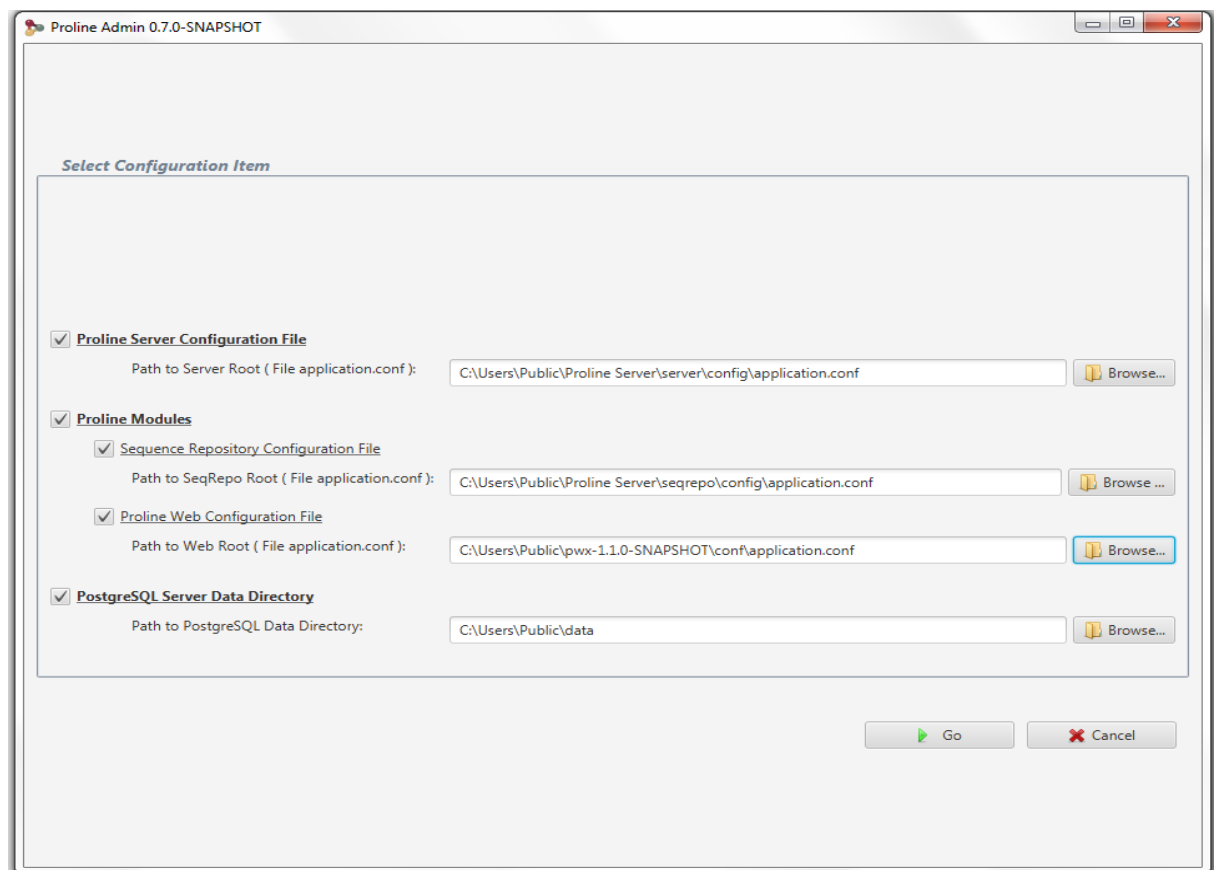 Proline Admin 0.7.0-SNAPSHOT
Select Configuration Item
Proline Server Configuration File
Path to Server Root ( File application.conf ): C:\Users\Public\Proline Server\server\config\application.conf Browse...
Proline Modules
Sequence Repository Configuration File
Path to SeqRepo Root ( File application.conf ): C:\Users\Public\Proline Server\seqrepo\config\application.conf Browse ...
Proline Web Configuration File
Path to Web Root ( File application.conf ): C:\Users\Public\pwx-1.1.0-SNAPSHOT\conf\application.conf Browse...
PostgreSQL Server Data Directory
Path to PostgreSQL Data Directory: C:\Users\Public\data Browse...
Go Cancel